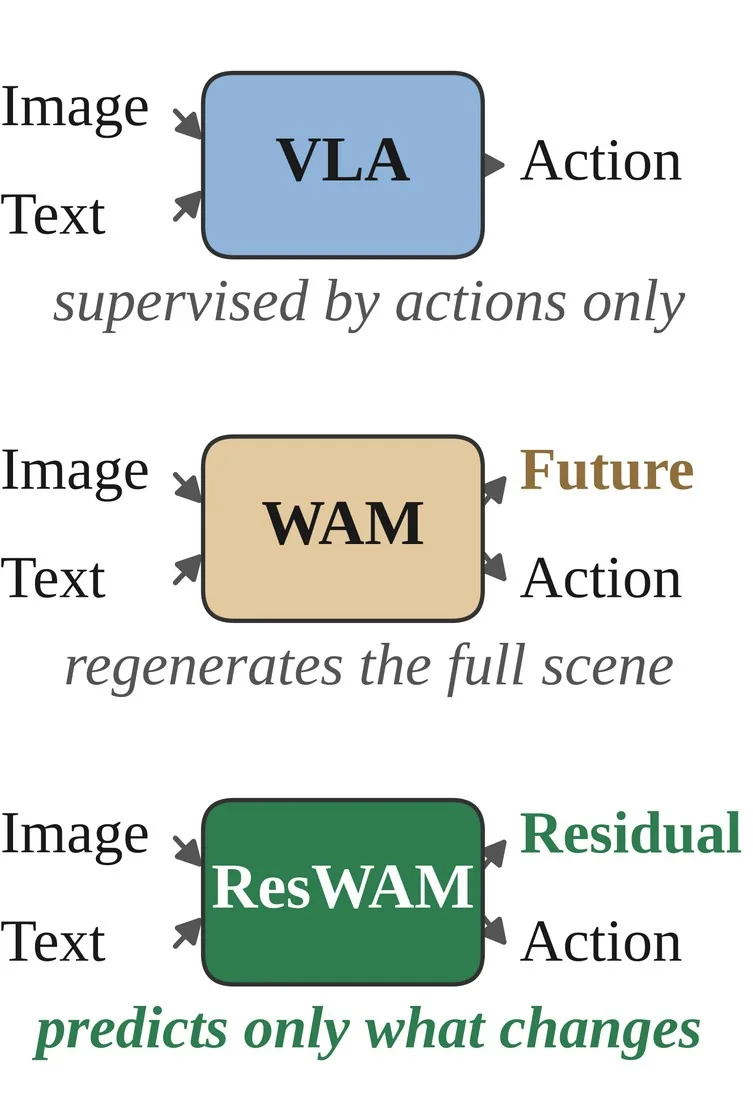 Image
Text
VLA
Action
supervised by actions only
Image
Text
WAM
Future
Action
regenerates the full scene
Image
Text
ResWAM
Residual
Action
predicts only what changes